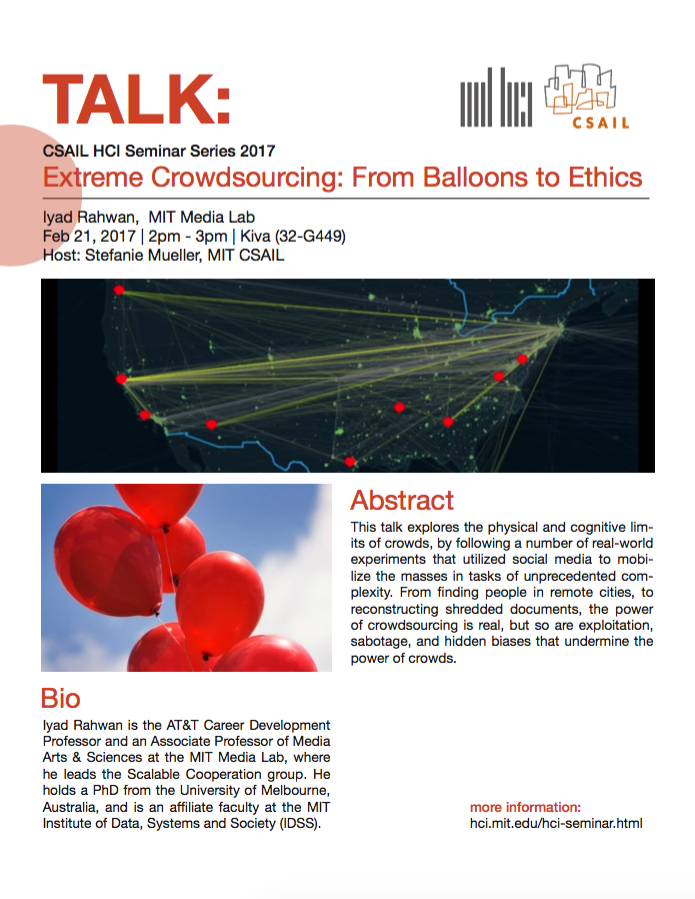 TALK:
CSAIL
CSAIL HCI Seminar Series 2017
Extreme Crowdsourcing: From Balloons to Ethics
Iyad Rahwan,  MIT Media Lab
Feb 21, 2017 | 2pm - 3pm | Kiva (32-G449)
Host: Stefanie Mueller, MIT CSAIL
Abstract
This talk explores the physical and cognitive lim-
its of crowds, by following a number of real-world
experiments that utilized social media to mobi-
lize the masses in tasks of unprecedented com-
plexity. From finding people in remote cities, to
reconstructing shredded documents, the power
of crowdsourcing is real, but so are exploitation,
sabotage, and hidden biases that undermine the
power of crowds.
Bio
Iyad Rahwan is the AT&T Career Development
Professor and an Associate Professor of Media
Arts & Sciences at the MIT Media Lab, where
he leads the Scalable Cooperation group. He
holds a PhD from the University of Melbourne,
Australia, and is an affiliate faculty at the MIT
Institute of Data, Systems and Society (IDSS).
more information:
hci.mit.edu/hci-seminar.html